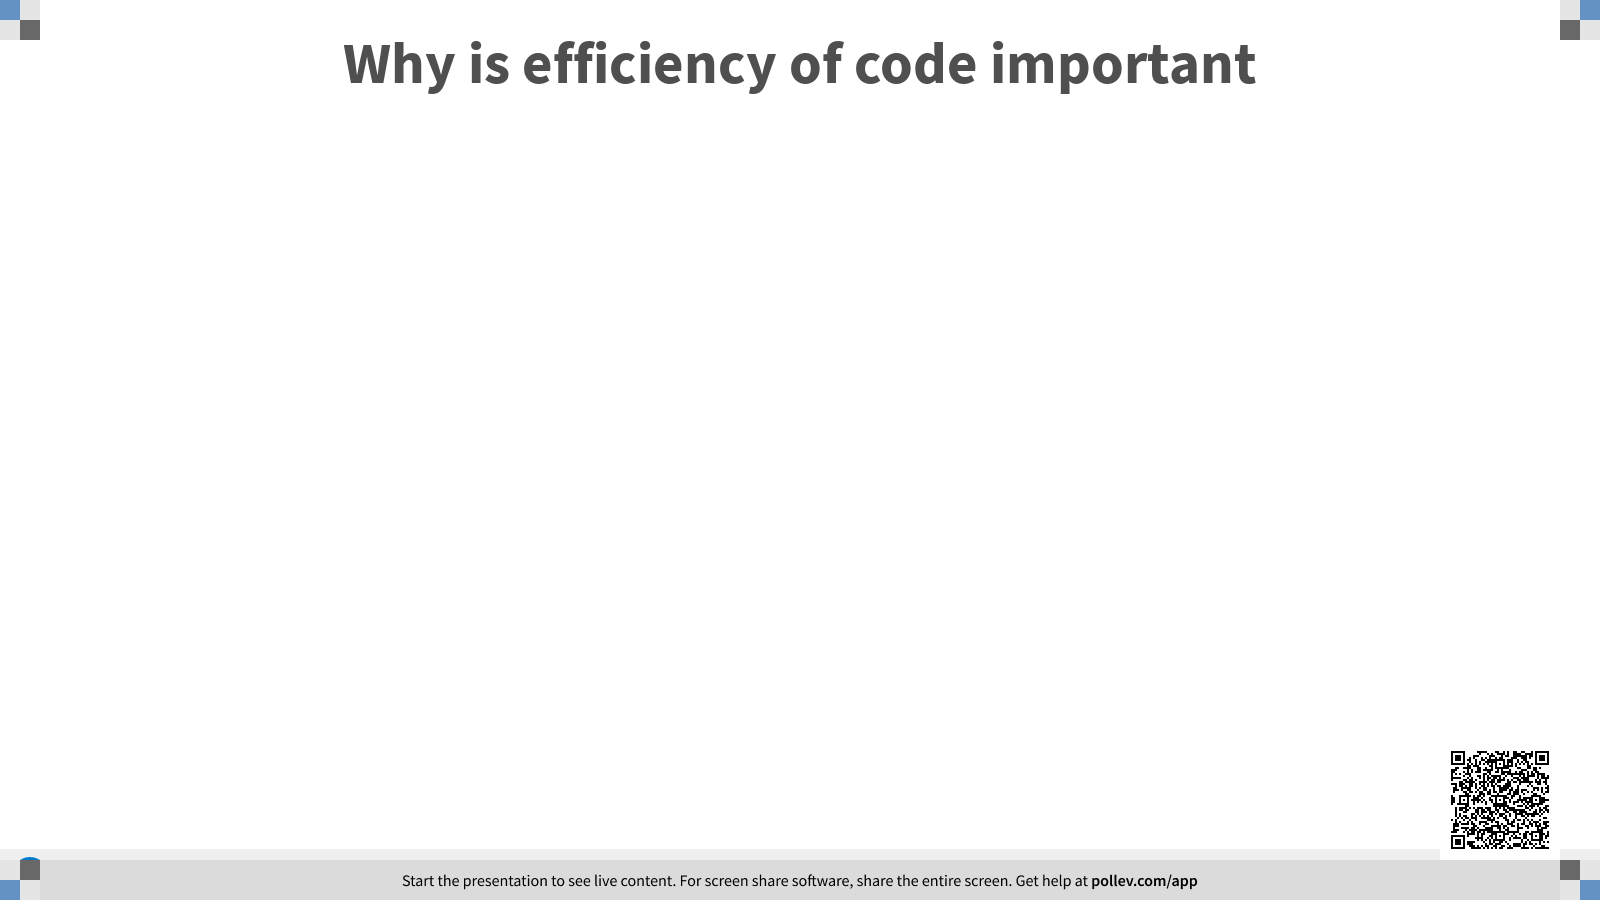 Why is efficiency of code important
Start the presentation to see live content. For screen share software, share the entire screen. Get help at pollev.com/app